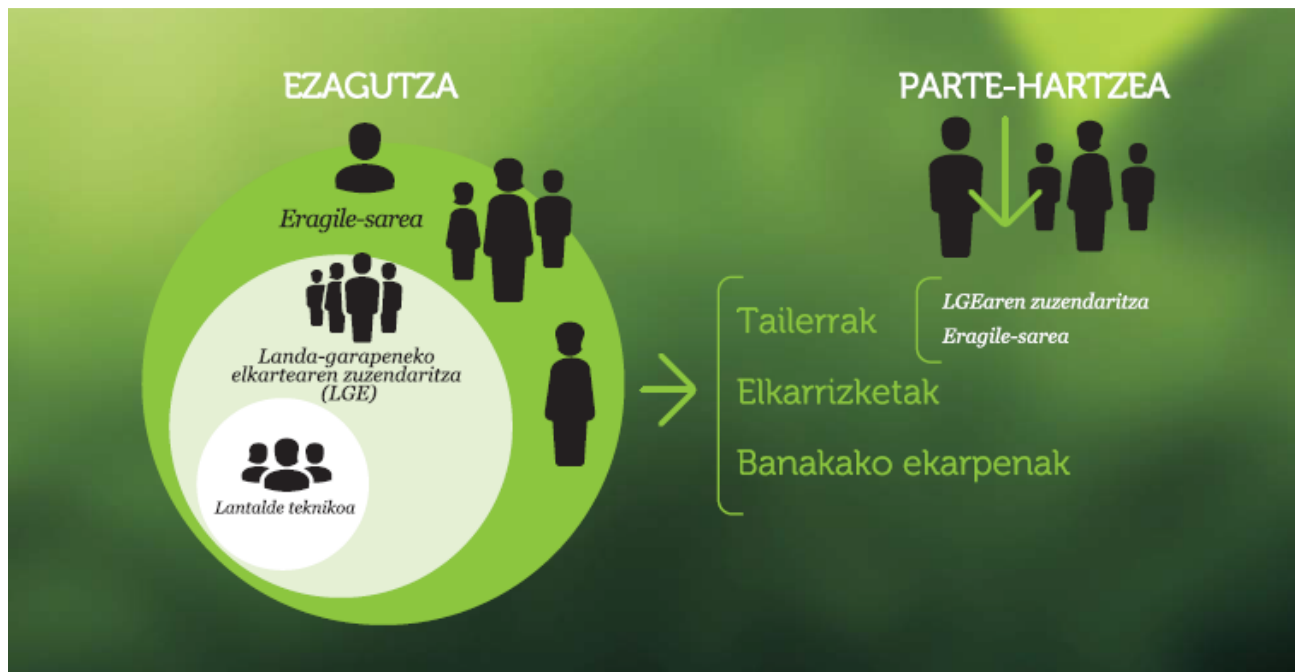 EZAGUTZA
Eragile-sarea
Landa-garapeneko
elkartearen zuzendaritza
(LGE)
Lantalde teknikoa
PARTE-HARTZEA
Tailerrak
LGEaren zuzendaritza
Eragile-sarea
Elkarrizketak
Banakako ekarpenak